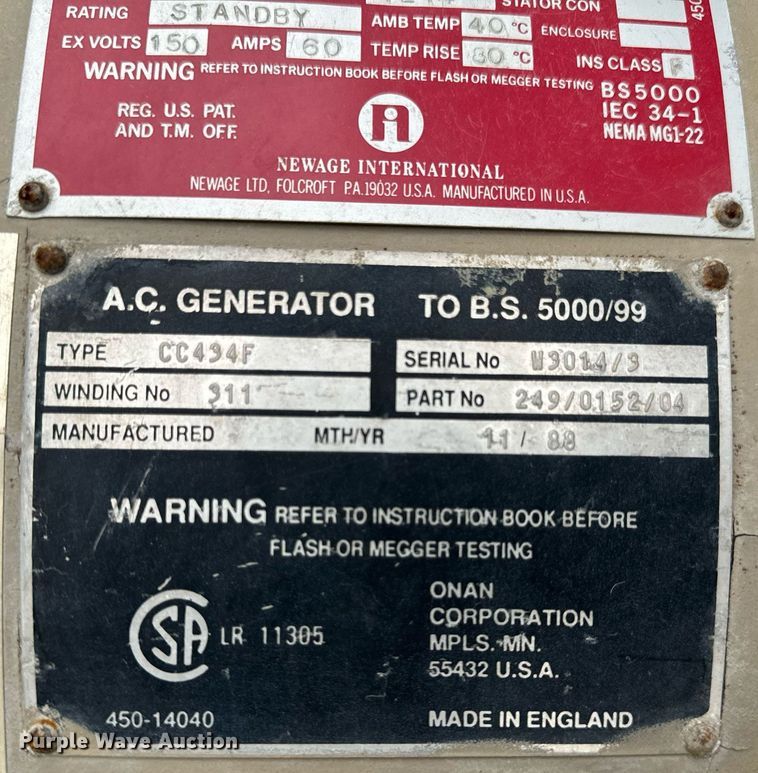 STATOR CON
RATING STANDBY AMB TEMP 40 °C ENCLOSURE
EX VOLTS 150 AMPS 60 TEMP RISE 80 °C INS CLASS F
WARNING REFER TO INSTRUCTION BOOK BEFORE FLASH OR MEGGER TESTING BS5000
IEC 34-1
NEMA MG1-22
REG. U.S. PAT.
AND T.M. OFF.
n
NEWAGE INTERNATIONAL
NEWAGE LTD, FOLCROFT P.A.19032 U.S.A. MANUFACTURED IN U.S.A.
450
A.C. GENERATOR TO B.S. 5000/99
TYPE CC434F SERIAL No W9014/3
WINDING No 311 PART No 249/0152/04
MANUFACTURED MTH/YR 11/88
WARNING REFER TO INSTRUCTION BOOK BEFORE
FLASH OR MEGGER TESTING
CSA LR 11305
ONAN
CORPORATION
MPLS. MN.
55432 U.S.A.
450-14040 MADE IN ENGLAND
Purple Wave Auction